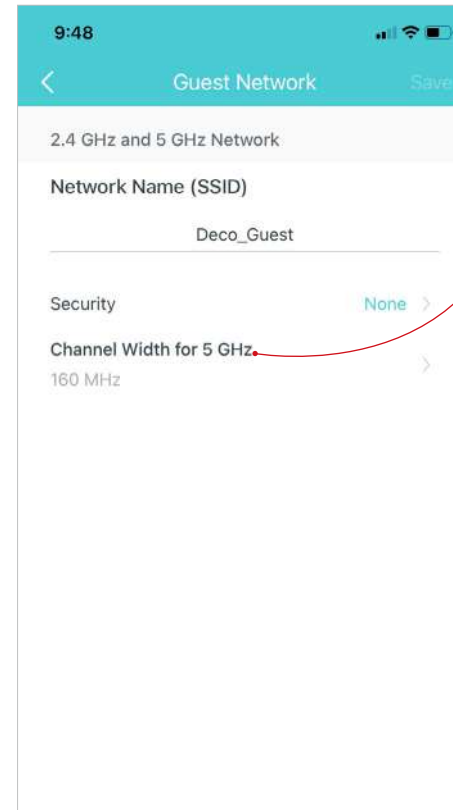 9:48
Guest Network
Save
2.4 GHz and 5 GHz Network
Network Name (SSID)
Deco_Guest
Security
None
Channel Width for 5 GHz
160 MHz